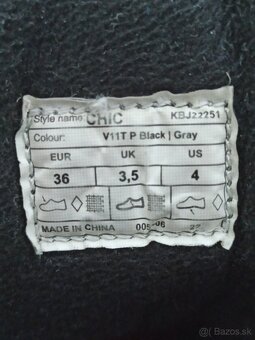 Style name CHIC KBJ22251
Colour: V11T P Black | Gray
EUR UK US
36 3,5 4
MADE IN CHINA 22
© Bazos.sk